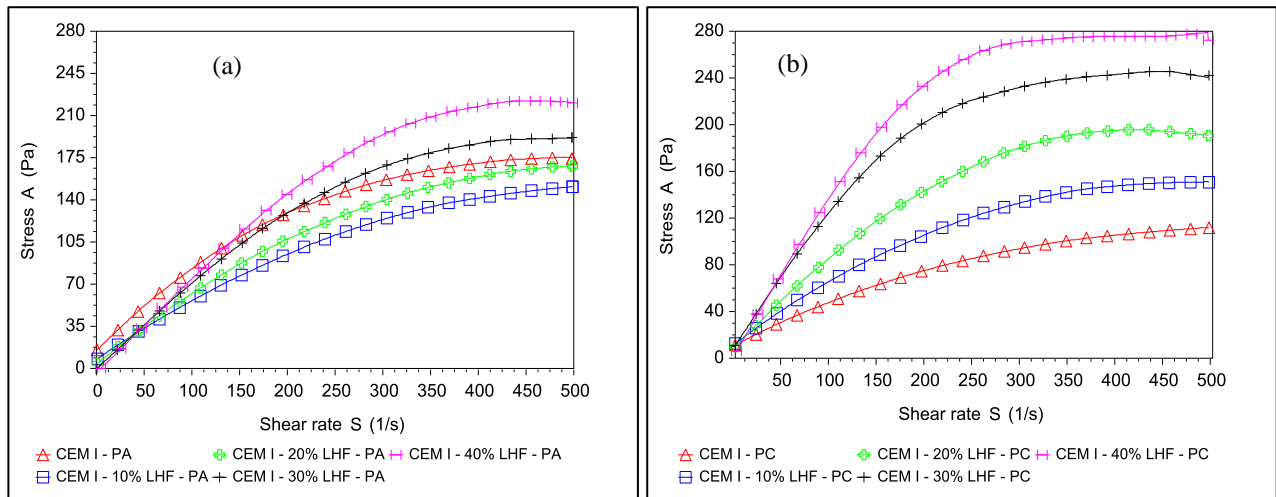 (a)
Stress A (Pa)
280
245
210
175
140
105
70
35
0
0 50 100 150 200 250 300 350 400 450 500
Shear rate S (1/s)
CEM I - PA CEM I - 20% LHF - PA CEM I - 40% LHF - PA
CEM I - 10% LHF - PA CEM I - 30% LHF - PA
(b)
Stress A (Pa)
280
240
200
160
120
80
40
0
50 100 150 200 250 300 350 400 450 500
Shear rate S (1/s)
CEM I - PC CEM I - 20% LHF - PC CEM I - 40% LHF - PC
CEM I - 10% LHF - PC CEM I - 30% LHF - PC